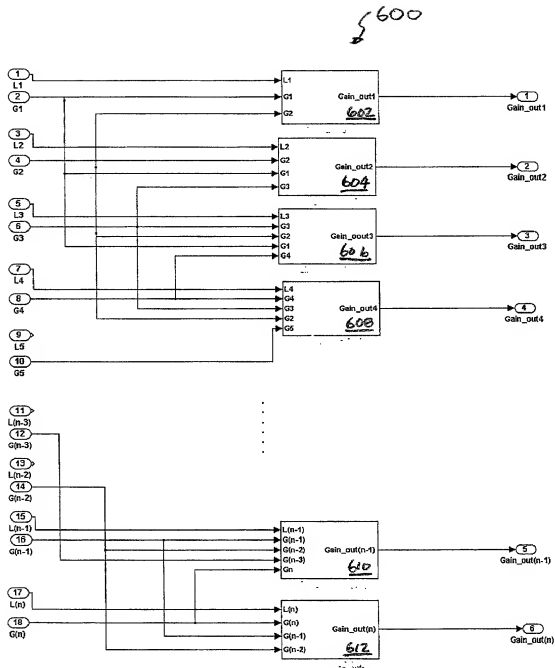 600
1
L1
L1
2
G1
Gain_out1
1
G1
G2
602
Gain_out1
3
L2
L2
4
G2
Gain_out2
2
G2
G1
604
Gain_out2
G3
5
L3
L3
6
G3
Gain_oout3
3
G3
G2
606
Gain_out3
G1
G4
7
L4
L4
8
G4
Gain_out4
4
G4
G3
608
Gain_out4
G2
9
L5
G5
10
G5
11
L(n-3)
12
G(n-3)
13
L(n-2)
14
G(n-2)
15
L(n-1)
L(n-1)
16
G(n-1)
G(n-1)
G(n-2)
Gain_out(n-1)
5
G(n-3)
610
Gain_out(n-1)
Gn
17
L(n)
L(n)
18
G(n)
Gain_out(n)
6
G(n)
G(n-1)
612
Gain_out(n)
G(n-2)